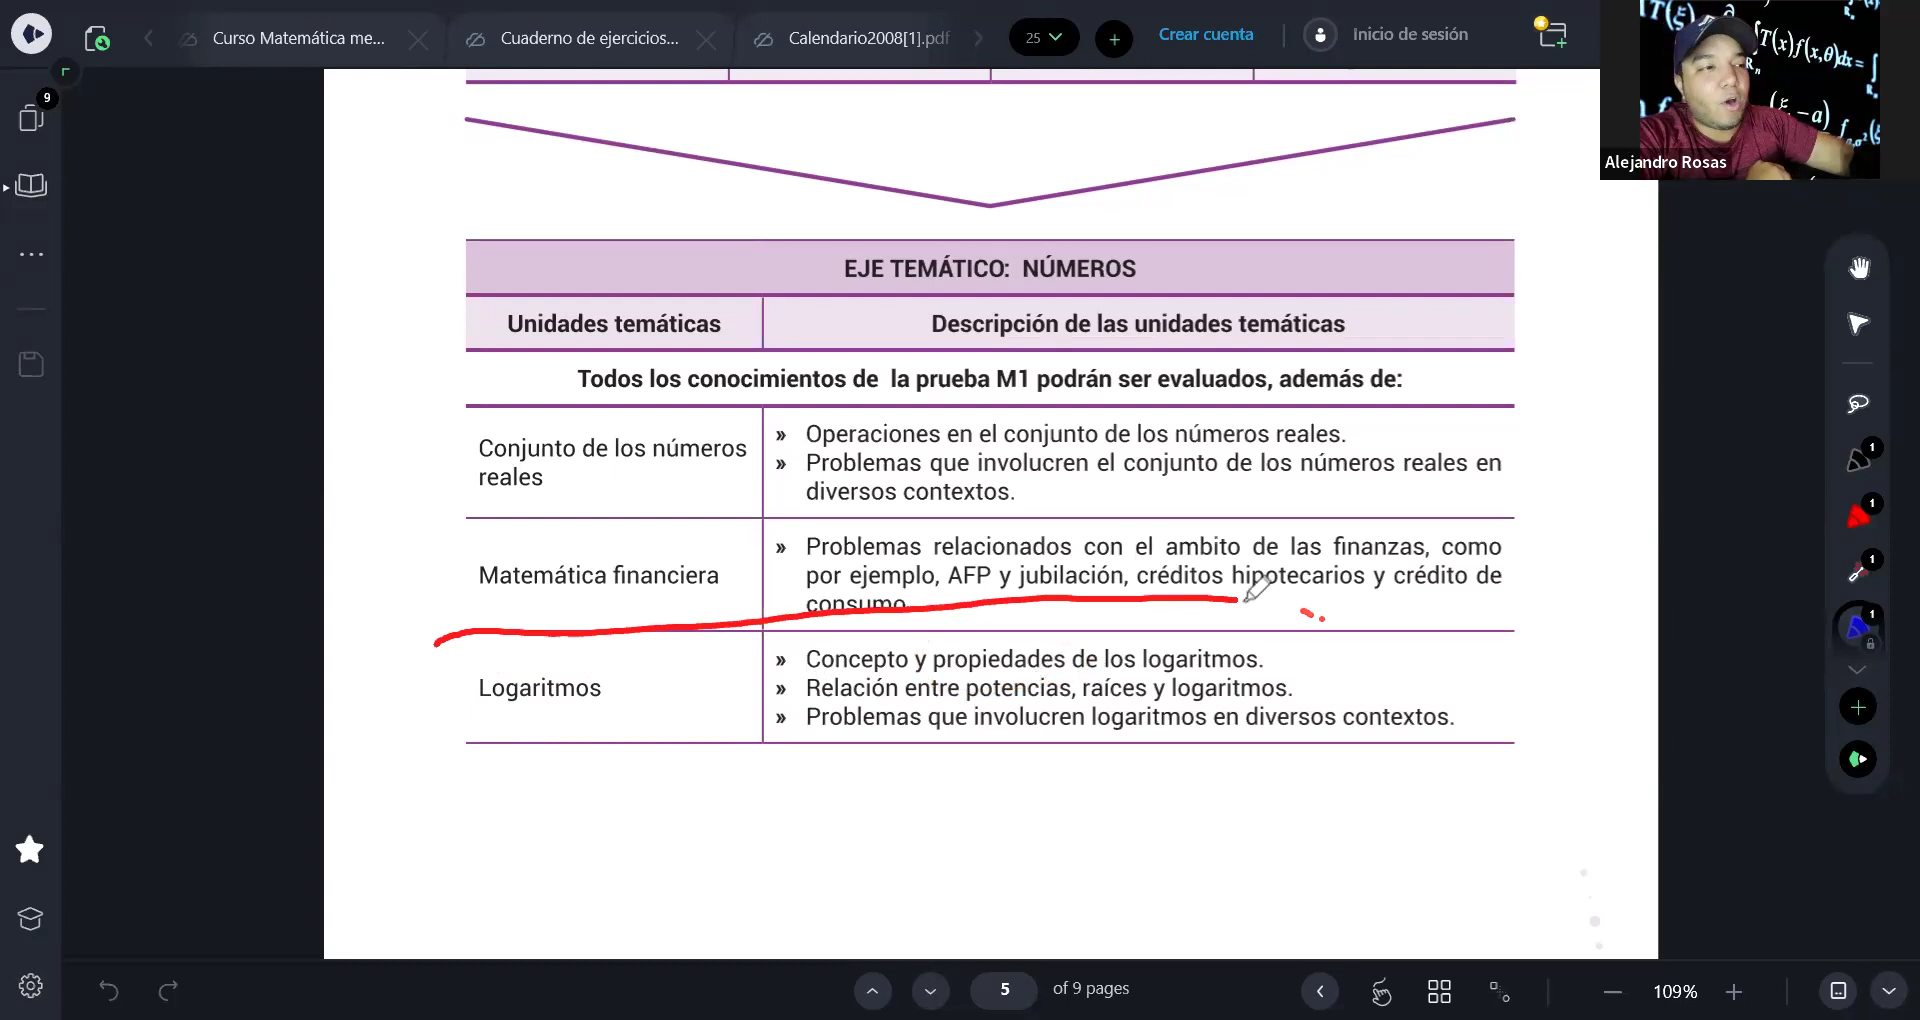 Curso Matemática me...
Cuaderno de ejercicios...
Calendario2008[1].pdf
25
Crear cuenta
Inicio de sesión
Alejandro Rosas
9
EJE TEMÁTICO: NÚMEROS
Unidades temáticas
Descripción de las unidades temáticas
Todos los conocimientos de la prueba M1 podrán ser evaluados, además de:
Conjunto de los números
reales
» Operaciones en el conjunto de los números reales.
» Problemas que involucren el conjunto de los números reales en
diversos contextos.
Matemática financiera
» Problemas relacionados con el ambito de las finanzas, como
por ejemplo, AFP y jubilación, créditos hipotecarios y crédito de
consumo
Logaritmos
» Concepto y propiedades de los logaritmos.
» Relación entre potencias, raíces y logaritmos.
» Problemas que involucren logaritmos en diversos contextos.
1
1
1
1
5 of 9 pages
109%